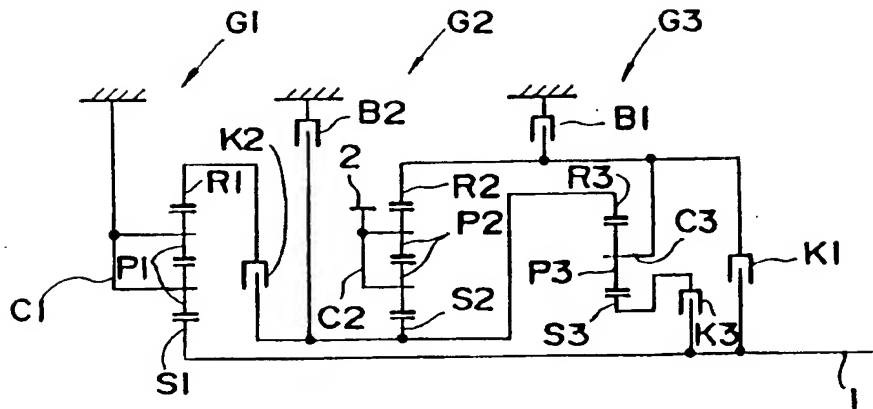 G1 G2 G3
B2 B1
K2
2
R1 R2 R3
P2
C3
P1 P3 K1
C1 C2 S2
S3 K3
S1
1